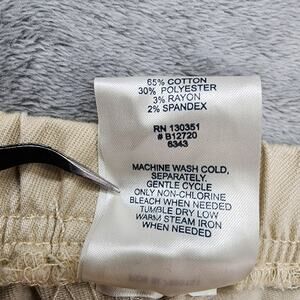 65% COTTON
30% POLYESTER
3% RAYON
2% SPANDEX
RN 130351
# B12720
6343
MACHINE WASH COLD,
SEPARATELY.
GENTLE CYCLE
ONLY NON-CHLORINE
BLEACH WHEN NEEDED
TUMBLE DRY LOW
WARM STEAM IRON
WHEN NEEDED